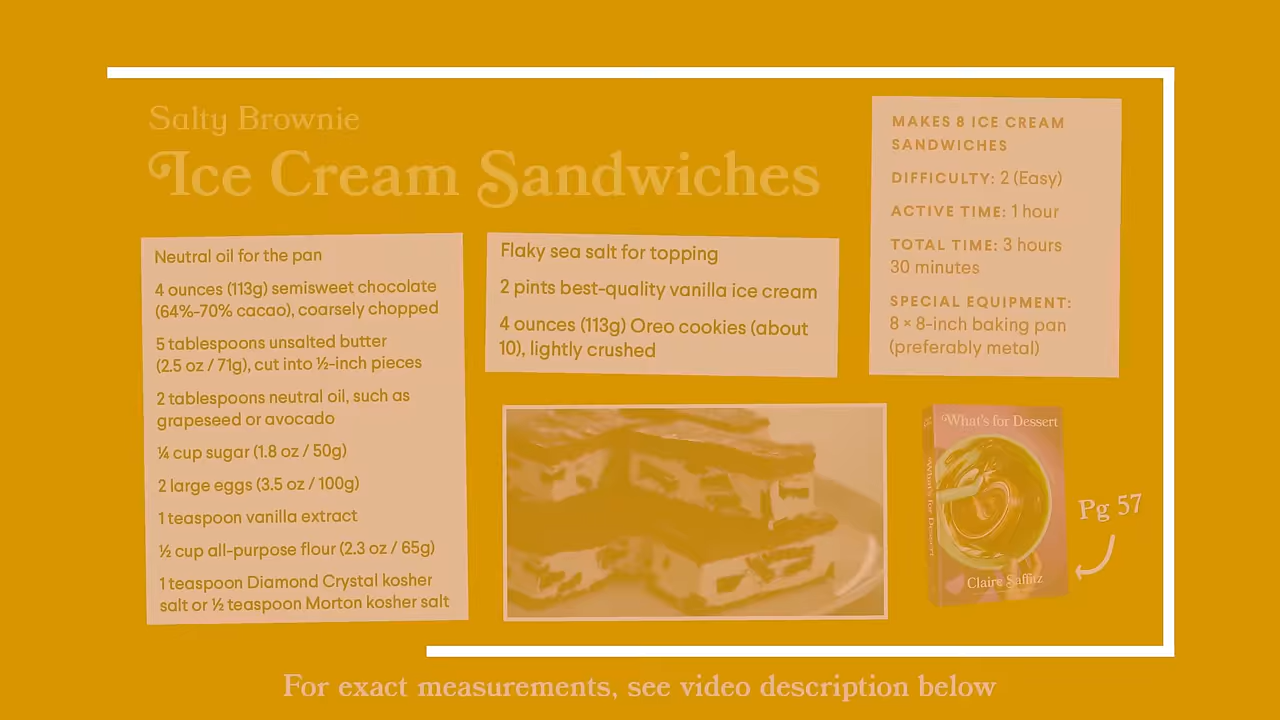 Salty Brownie
Ice Cream Sandwiches
Neutral oil for the pan
4 ounces (113g) semisweet chocolate
(64%-70% cacao), coarsely chopped
5 tablespoons unsalted butter
(2.5 oz / 71g), cut into ½-inch pieces
2 tablespoons neutral oil, such as
grapeseed or avocado
¼ cup sugar (1.8 oz / 50g)
2 large eggs (3.5 oz / 100g)
1 teaspoon vanilla extract
½ cup all-purpose flour (2.3 oz / 65g)
1 teaspoon Diamond Crystal kosher
salt or ½ teaspoon Morton kosher salt
Flaky sea salt for topping
2 pints best-quality vanilla ice cream
4 ounces (113g) Oreo cookies (about
10), lightly crushed
MAKES 8 ICE CREAM
SANDWICHES
DIFFICULTY: 2 (Easy)
ACTIVE TIME: 1 hour
TOTAL TIME: 3 hours
30 minutes
SPECIAL EQUIPMENT:
8 × 8-inch baking pan
(preferably metal)
What's for Dessert
What's for Dessert
Claire Saffitz
Pg 57
For exact measurements, see video description below